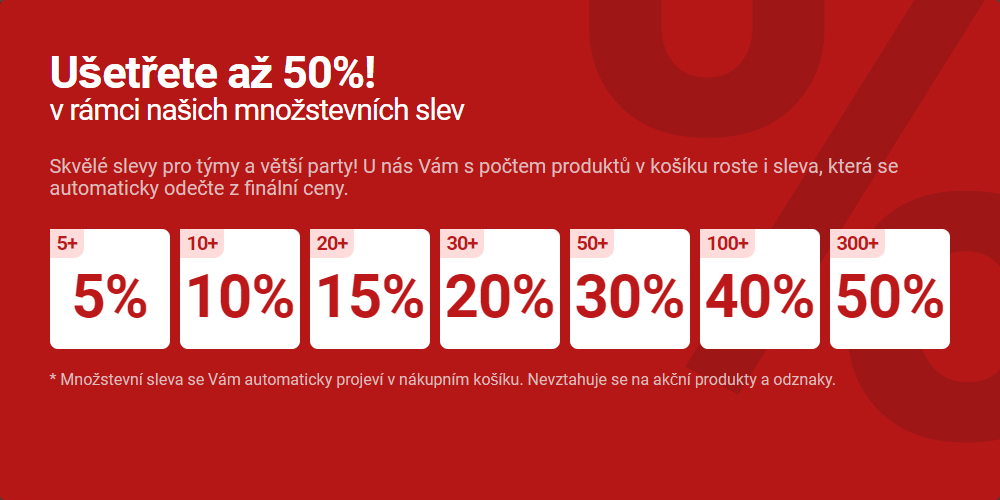 Ušetřete až 50%!
v rámci našich množstevních slev
Skvělé slevy pro týmy a větší party! U nás Vám s počtem produktů v košíku roste i sleva, která se
automaticky odečte z finální ceny.
5+ 10+ 20+ 30+ 50+ 100+ 300+
5% 10% 15% 20% 30% 40% 50%
* Množstevní sleva se Vám automaticky projeví v nákupním košíku. Nevztahuje se na akční produkty a odznaky.